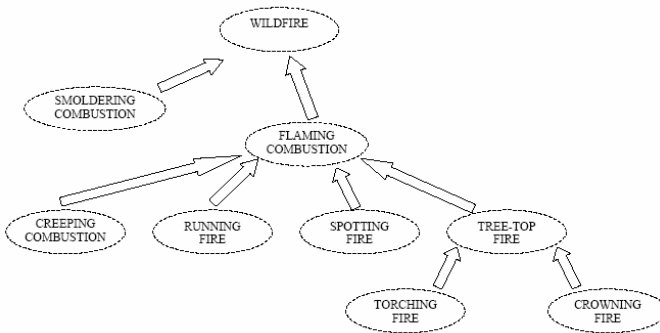 WILDFIRE
SMOLDERING
COMBUSTION
FLAMING
COMBUSTION
CREEPING
COMBUSTION
RUNNING
FIRE
SPOTTING
FIRE
TREE-TOP
FIRE
TORCHING
FIRE
CROWNING
FIRE